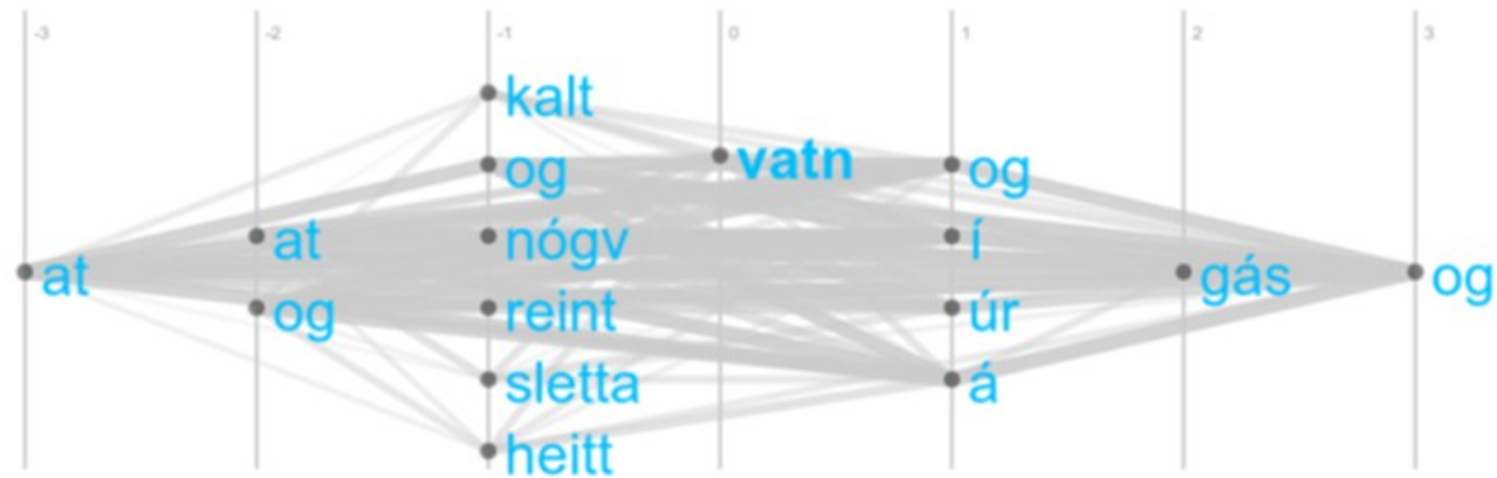 -3 -2 -1 0 1 2 3
kalt
vatn
og og
at nógv í
at gás og
og reint úr
sletta á
heitt